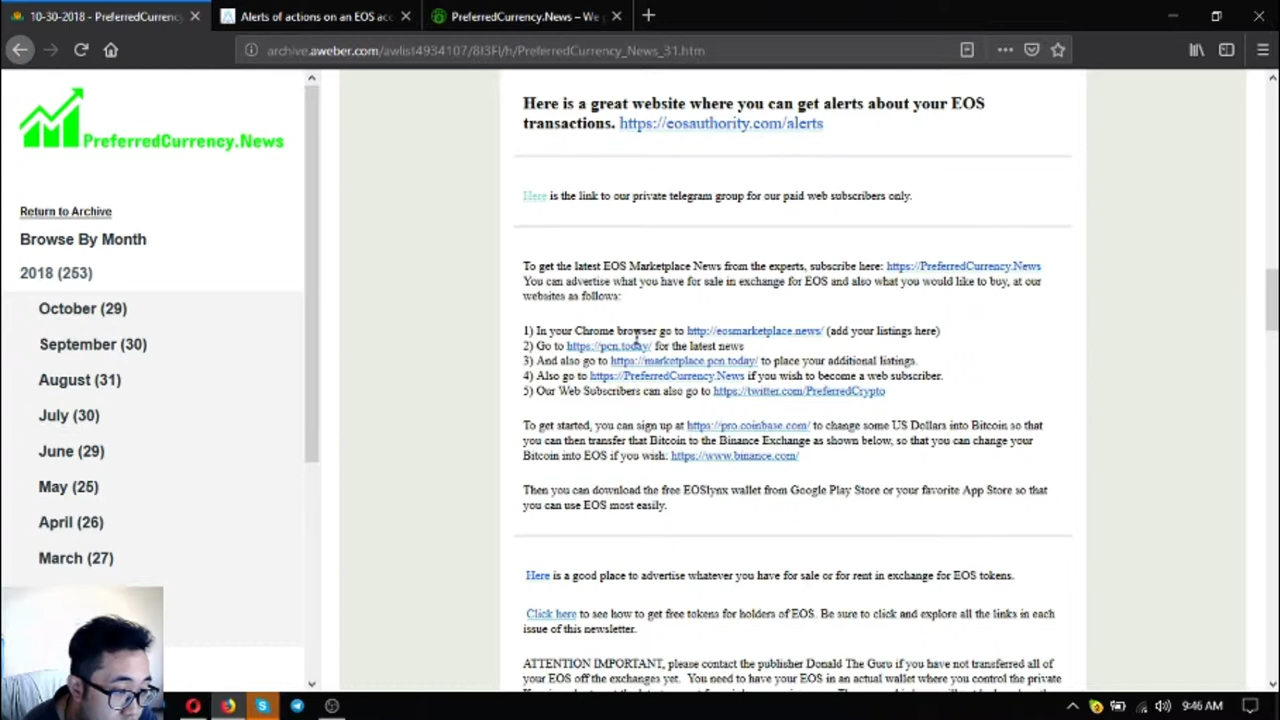 10-30-2018 - PreferredCurrency
Alerts of actions on an EOS acc
PreferredCurrency.News – We
archive.aweber.com/awlist4934107/8I3Fl/h/PreferredCurrency_News_31.htm
PreferredCurrency.News
Return to Archive
Browse By Month
2018 (253)
October (29)
September (30)
August (31)
July (30)
June (29)
May (25)
April (26)
March (27)
Here is a great website where you can get alerts about your EOS
transactions. https://eosauthority.com/alerts
Here is the link to our private telegram group for our paid web subscribers only.
To get the latest EOS Marketplace News from the experts, subscribe here: https://PreferredCurrency.News
You can advertise what you have for sale in exchange for EOS and also what you would like to buy, at our
websites as follows:
1) In your Chrome browser go to http://eosmarketplace.news/ (add your listings here)
2) Go to https://pcn.today/ for the latest news
3) And also go to https://marketplace.pcn.today/ to place your additional listings.
4) Also go to https://PreferredCurrency.News if you wish to become a web subscriber.
5) Our Web Subscribers can also go to https://twitter.com/PreferredCrypto
To get started, you can sign up at https://pro.coinbase.com/ to change some US Dollars into Bitcoin so that
you can then transfer that Bitcoin to the Binance Exchange as shown below, so that you can change your
Bitcoin into EOS if you wish: https://www.binance.com/
Then you can download the free EOSlynx wallet from Google Play Store or your favorite App Store so that
you can use EOS most easily.
Here is a good place to advertise whatever you have for sale or for rent in exchange for EOS tokens.
Click here to see how to get free tokens for holders of EOS. Be sure to click and explore all the links in each
issue of this newsletter.
ATTENTION IMPORTANT, please contact the publisher Donald The Guru if you have not transferred all of
your EOS off the exchanges yet. You need to have your EOS in an actual wallet where you control the private
9:46 AM